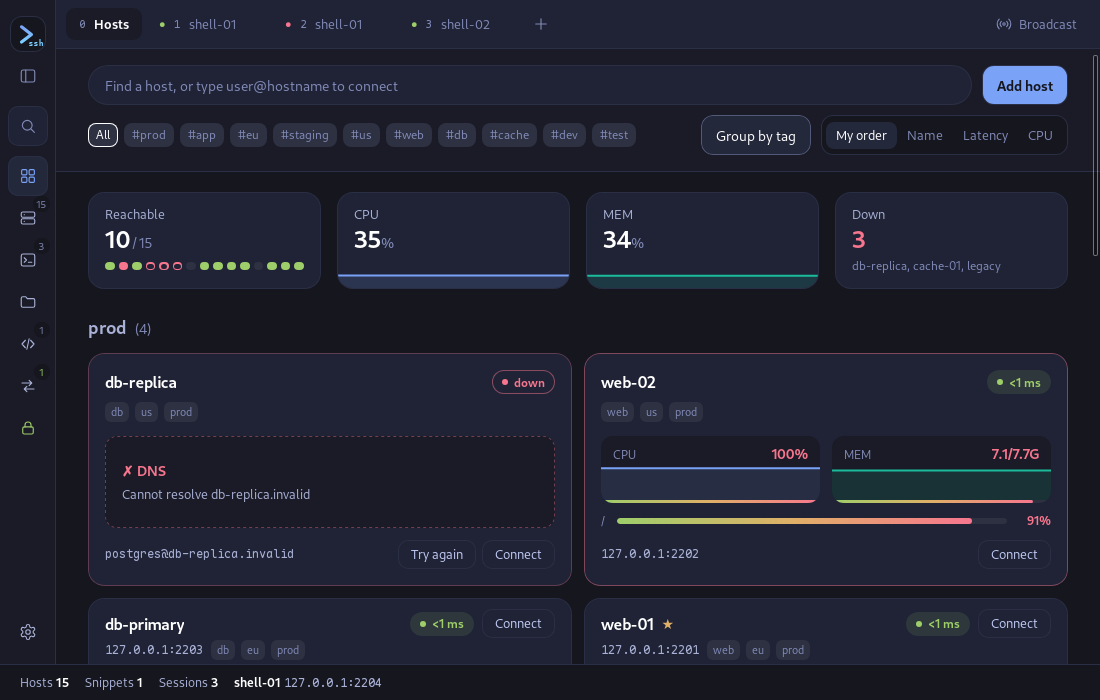 ssh
0 Hosts
1 shell-01
2 shell-01
3 shell-02
Broadcast
Find a host, or type user@hostname to connect
Add host
All #prod #app #eu #staging #us #web #db #cache #dev #test
Group by tag
My order Name Latency CPU
15
3
1
1
Reachable
10 / 15
CPU
35%
MEM
34%
Down
3
db-replica, cache-01, legacy
prod (4)
db-replica
down
db us prod
✗ DNS
Cannot resolve db-replica.invalid
postgres@db-replica.invalid
Try again Connect
web-02
<1 ms
web us prod
CPU 100%
MEM 7.1/7.7G
/ 91%
127.0.0.1:2202
Connect
db-primary
<1 ms Connect
127.0.0.1:2203 db eu prod
web-01 ★
<1 ms Connect
127.0.0.1:2201 web eu prod
Hosts 15 Snippets 1 Sessions 3 shell-01 127.0.0.1:2204